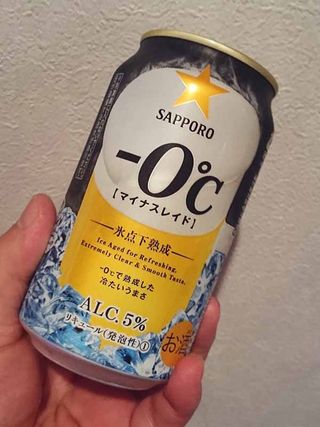 SAPPORO
-0℃
[マイナスレイド]
氷点下熟成
Ice Aged for Refreshing.
Extremely Clear & Smooth Taste.
-0℃で熟成した
冷たいうまさ
ALC.5%
リキュール(発泡性)①
お酒